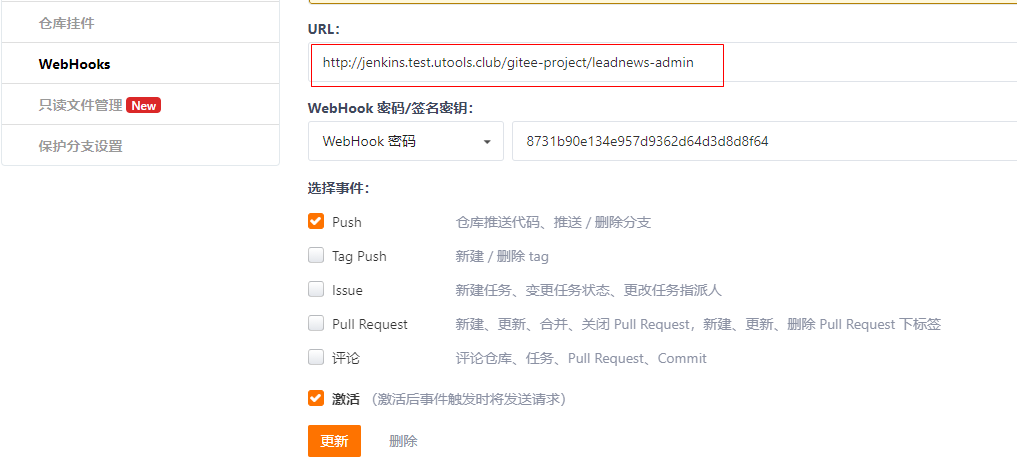 仓库挂件
WebHooks
只读文件管理 New
保护分支设置
URL:
http://jenkins.test.utools.club/gitee-project/leadnews-admin
WebHook 密码/签名密钥：
WebHook 密码
8731b90e134e957d9362d64d3d8d8f64
选择事件：
Push 仓库推送代码、推送 / 删除分支
Tag Push 新建 / 删除 tag
Issue 新建任务、变更任务状态、更改任务指派人
Pull Request 新建、更新、合并、关闭 Pull Request，新建、更新、删除 Pull Request 下标签
评论 评论仓库、任务、Pull Request、Commit
激活 （激活后事件触发时将发送请求）
更新 删除